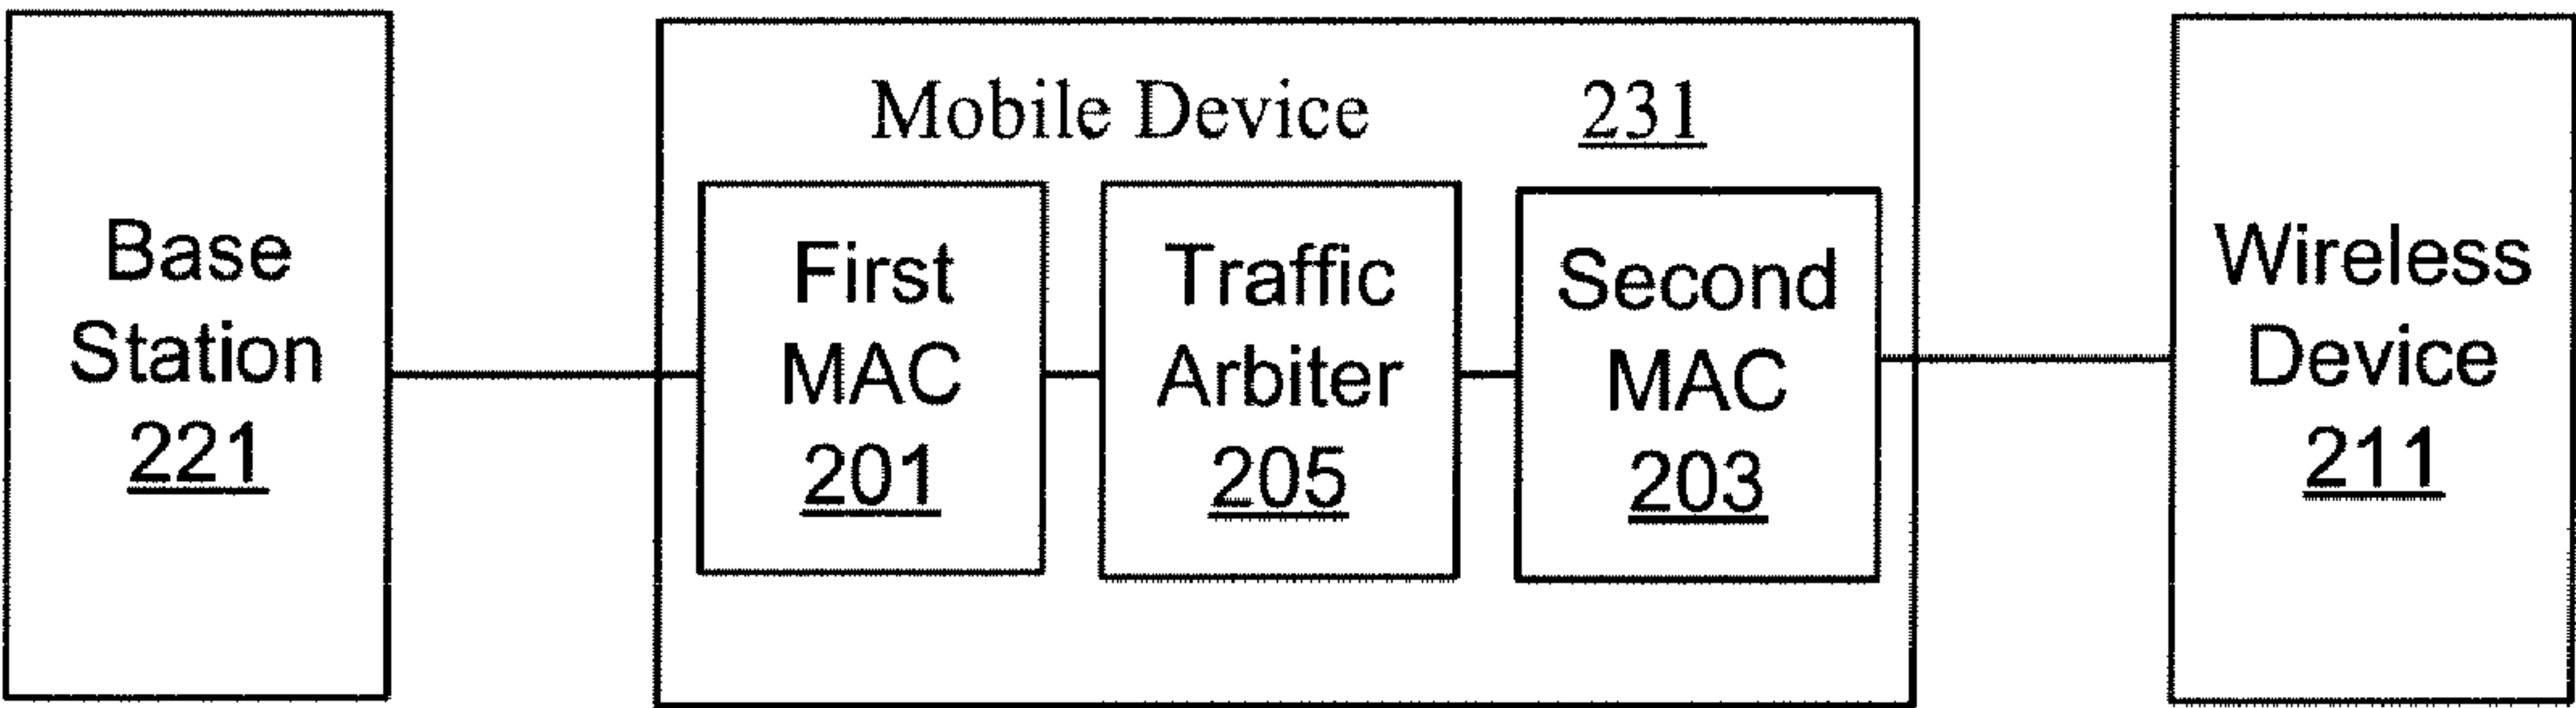 Mobile Device 231
Base
Station
221
First
MAC
201
Traffic
Arbiter
205
Second
MAC
203
Wireless
Device
211